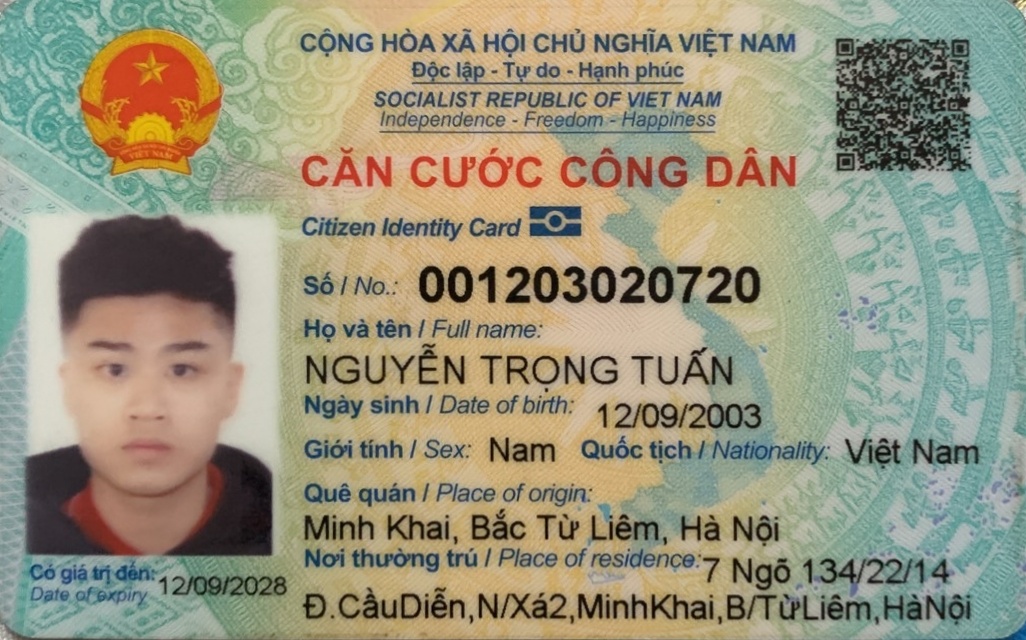 CỘNG HÒA XÃ HỘI CHỦ NGHĨA VIỆT NAM
Độc lập - Tự do - Hạnh phúc
SOCIALIST REPUBLIC OF VIET NAM
Independence - Freedom - Happiness
CĂN CƯỚC CÔNG DÂN
Citizen Identity Card
Số / No.: 001203020720
Họ và tên / Full name:
NGUYỄN TRỌNG TUẤN
Ngày sinh / Date of birth: 12/09/2003
Giới tính / Sex: Nam Quốc tịch / Nationality: Việt Nam
Quê quán / Place of origin:
Minh Khai, Bắc Từ Liêm, Hà Nội
Nơi thường trú / Place of residence: 7 Ngõ 134/22/14
Đ.CầuDiễn,N/Xá2,MinhKhai,B/TừLiêm,HàNội
Có giá trị đến: 12/09/2028
Date of expiry
VIỆT NAM